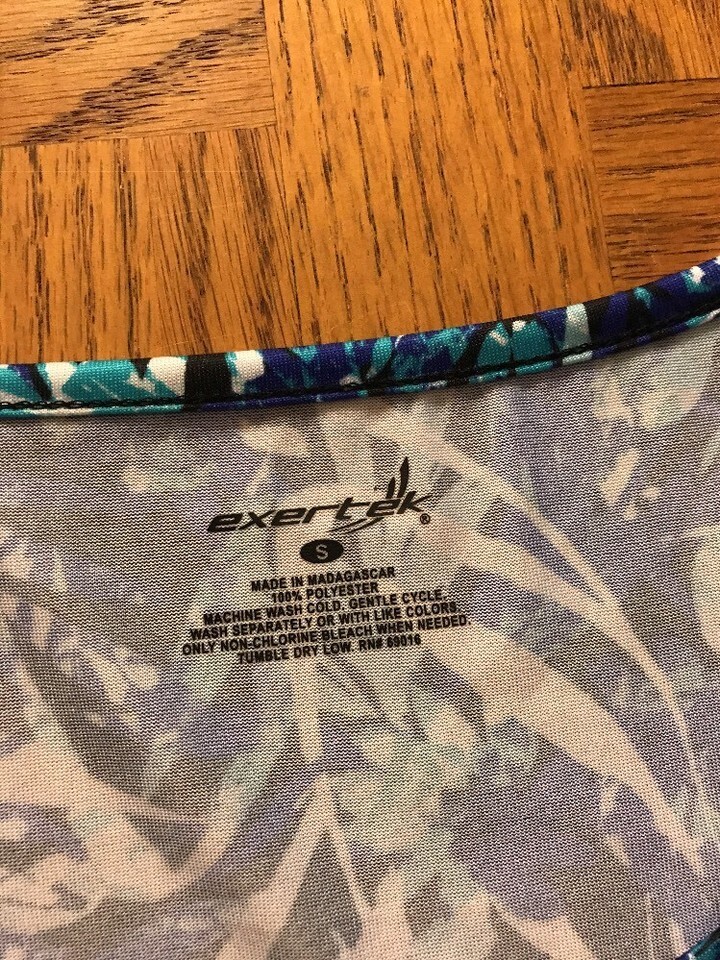 exertek®
S
MADE IN MADAGASCAR
100% POLYESTER
MACHINE WASH COLD. GENTLE CYCLE.
WASH SEPARATELY OR WITH LIKE COLORS.
ONLY NON-CHLORINE BLEACH WHEN NEEDED.
TUMBLE DRY LOW. RN# 69016